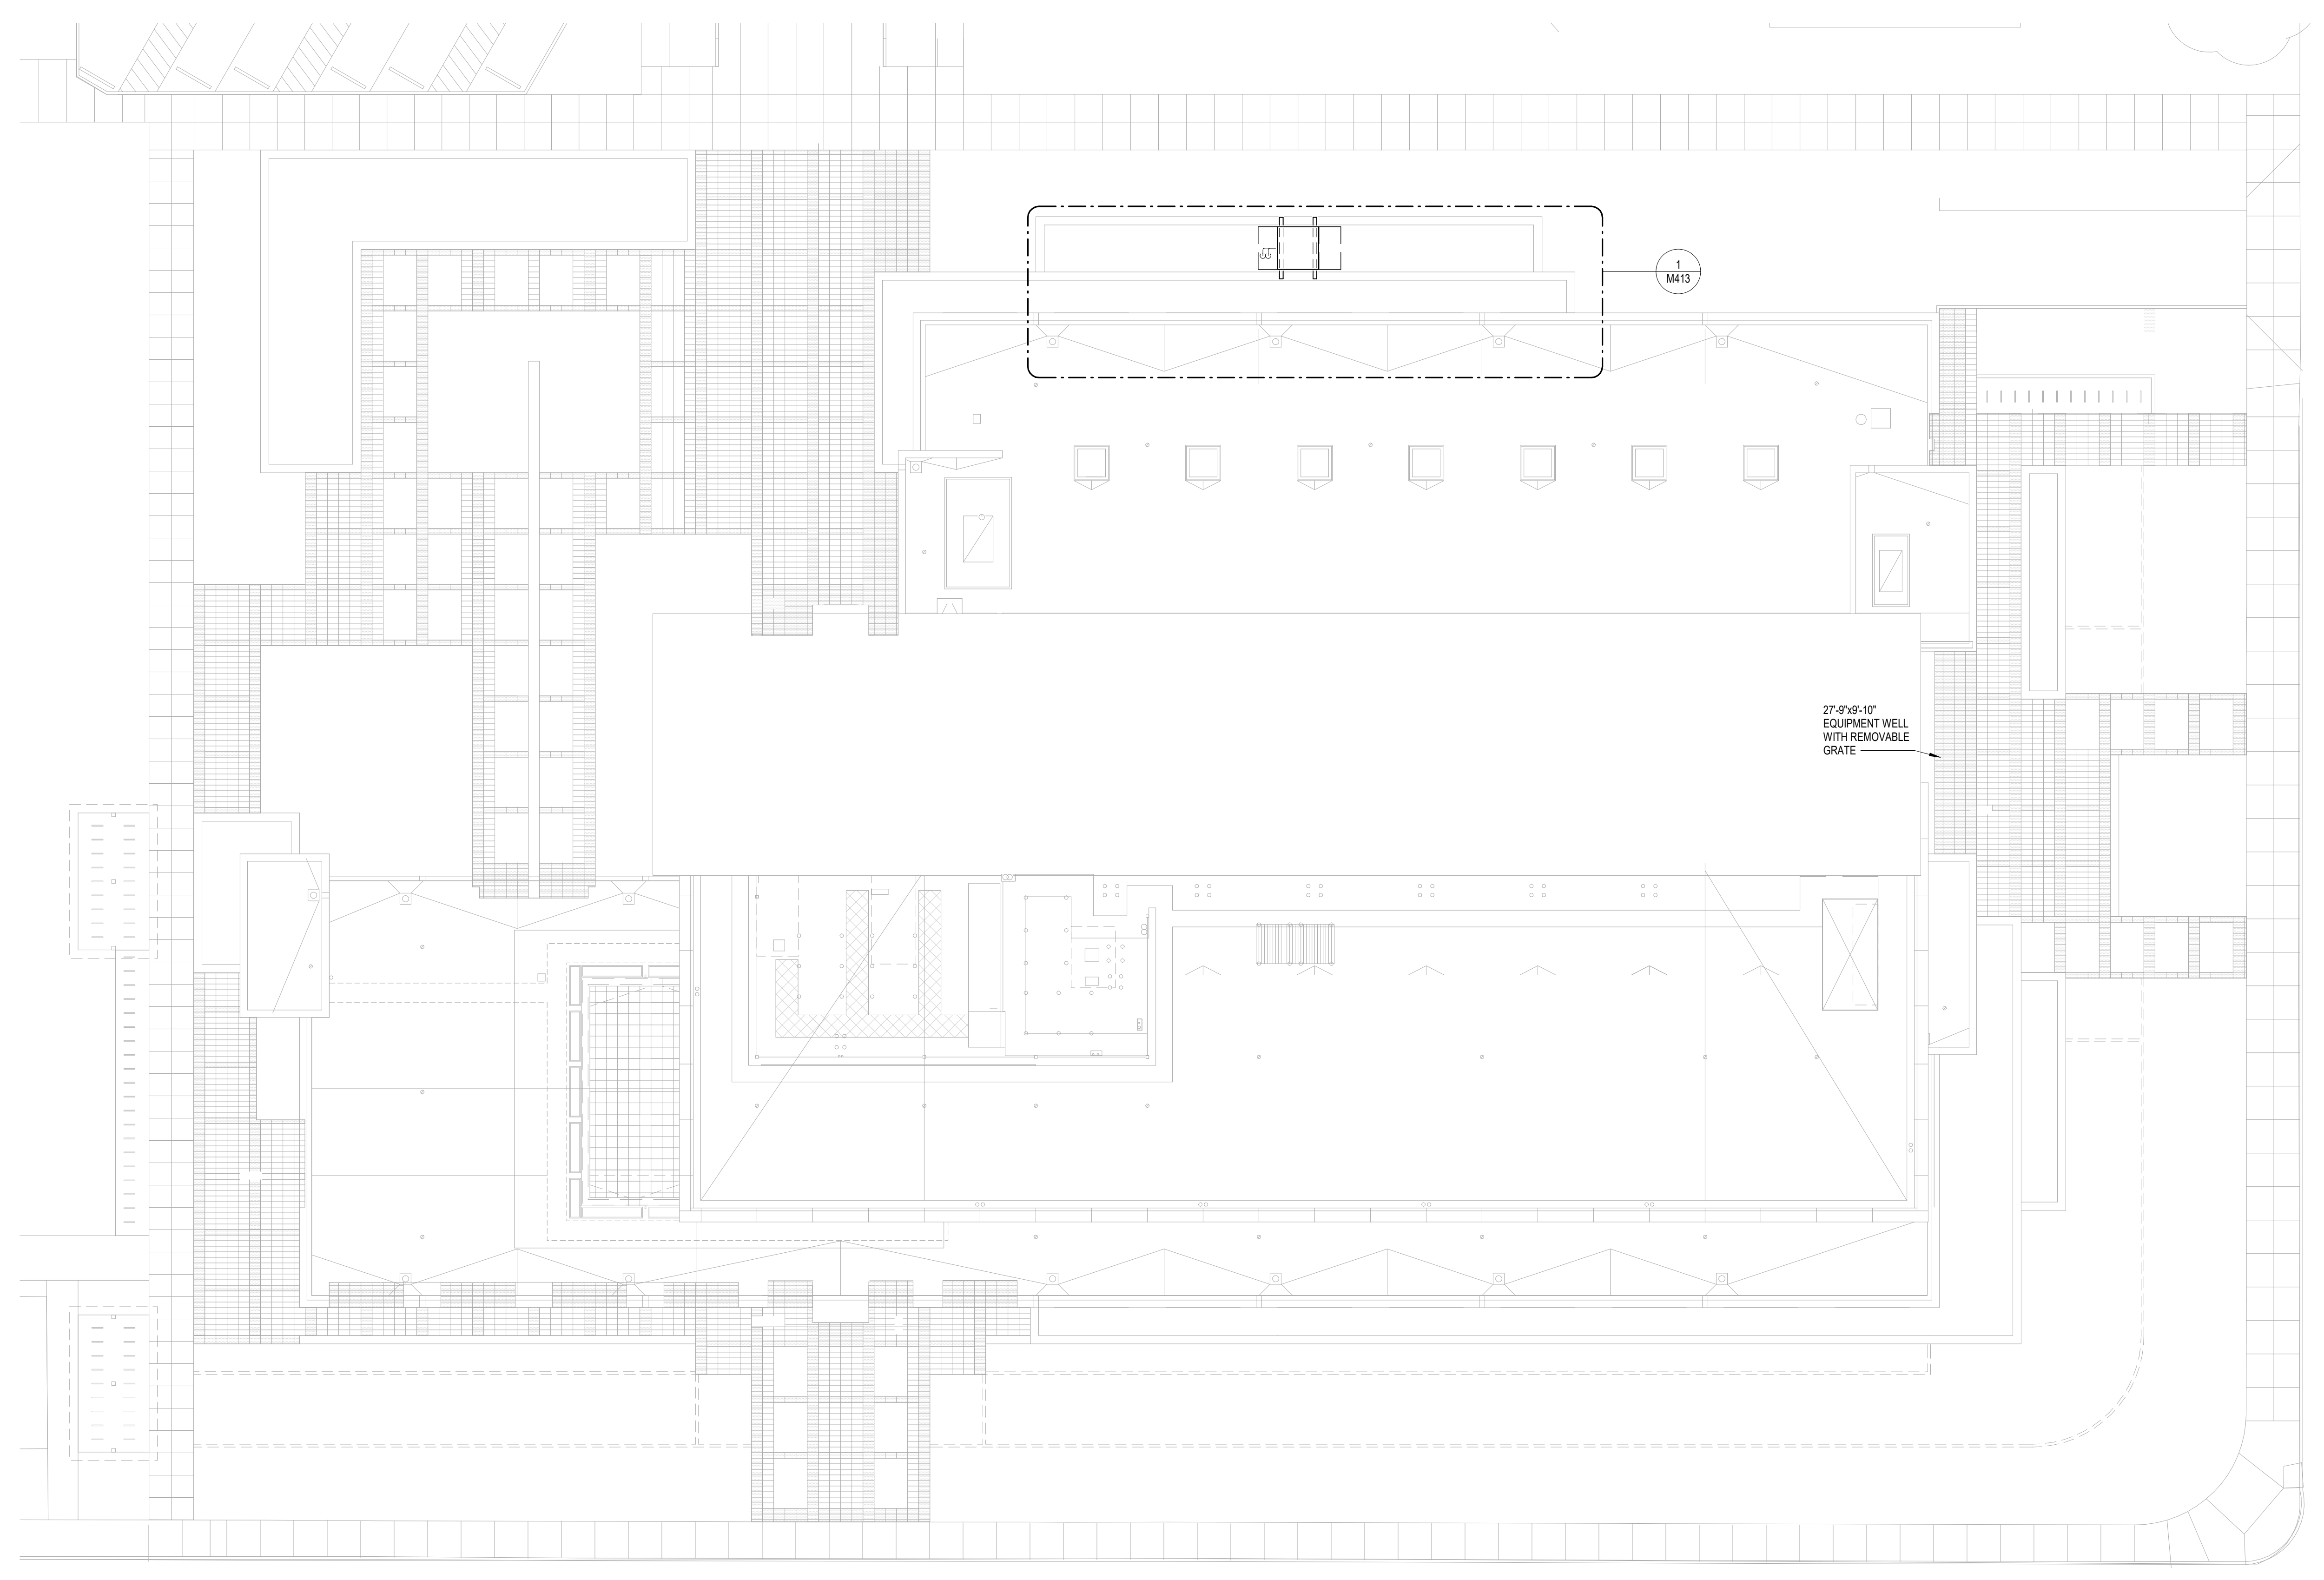 1
M413
27'-9"x9'-10"
EQUIPMENT WELL
WITH REMOVABLE
GRATE